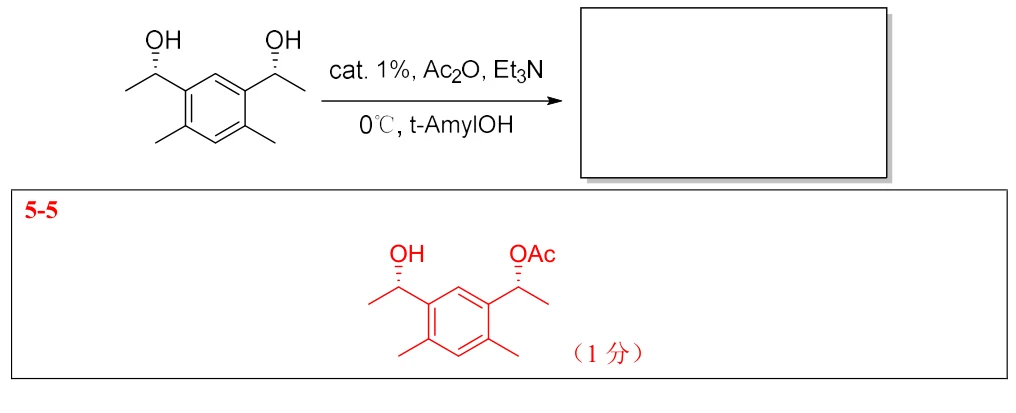 OH OH
cat. 1%, Ac₂O, Et₃N
0℃, t-AmylOH
5-5
OH OAc
（1 分）